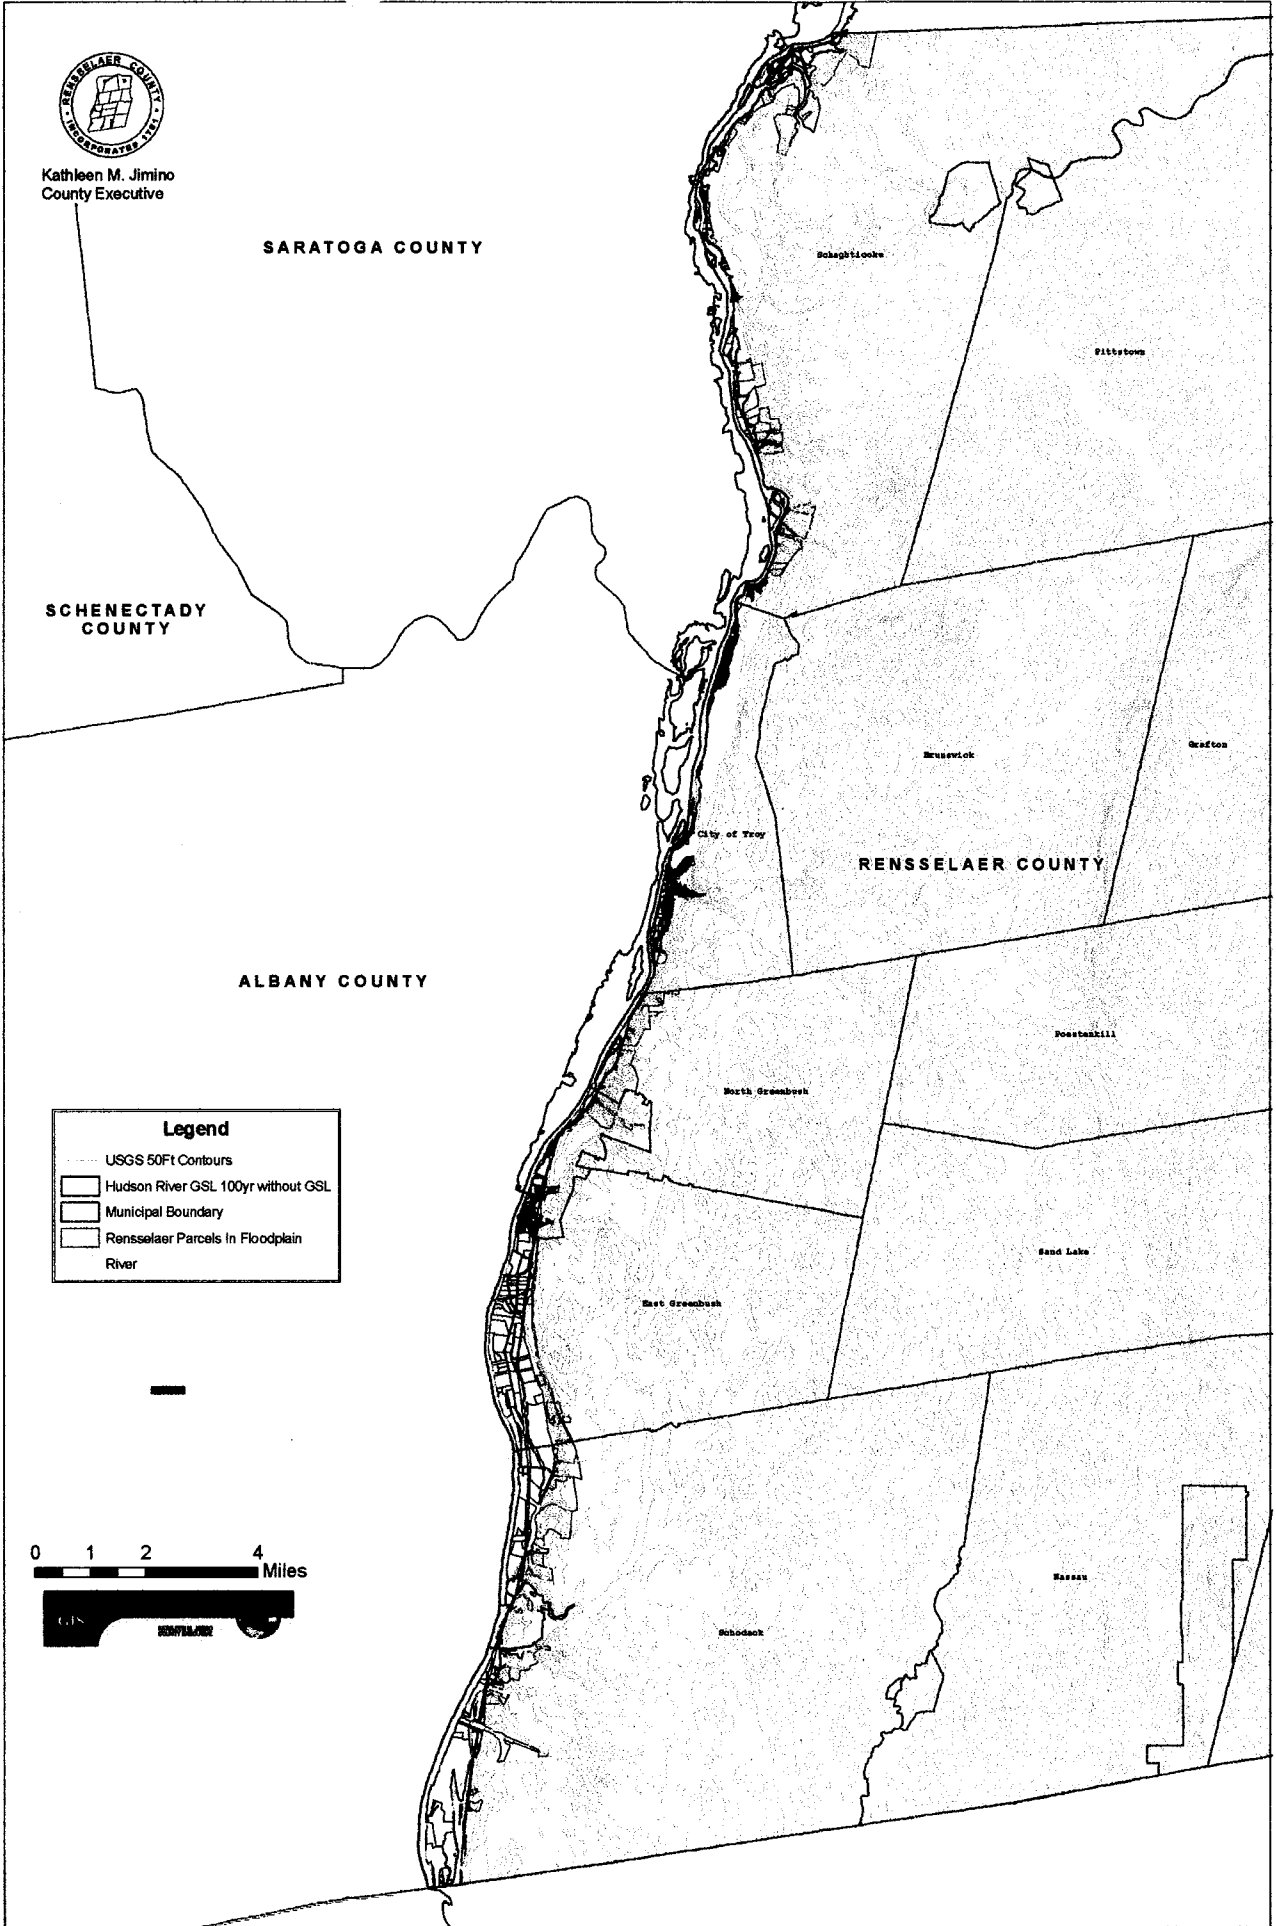 RENSSELAER COUNTY
INCORPORATED 1791
Kathleen M. Jimino
County Executive
SARATOGA COUNTY
Schaghticoke
Pittstown
SCHENECTADY
COUNTY
Brunswick
Grafton
City of Troy
RENSSELAER COUNTY
ALBANY COUNTY
Poestenkill
North Greenbush
Legend
USGS 50Ft Contours
Hudson River GSL 100yr without GSL
Municipal Boundary
Rensselaer Parcels In Floodplain
River
Sand Lake
East Greenbush
0 1 2 4
Miles
GIS
Nassau
Schodack